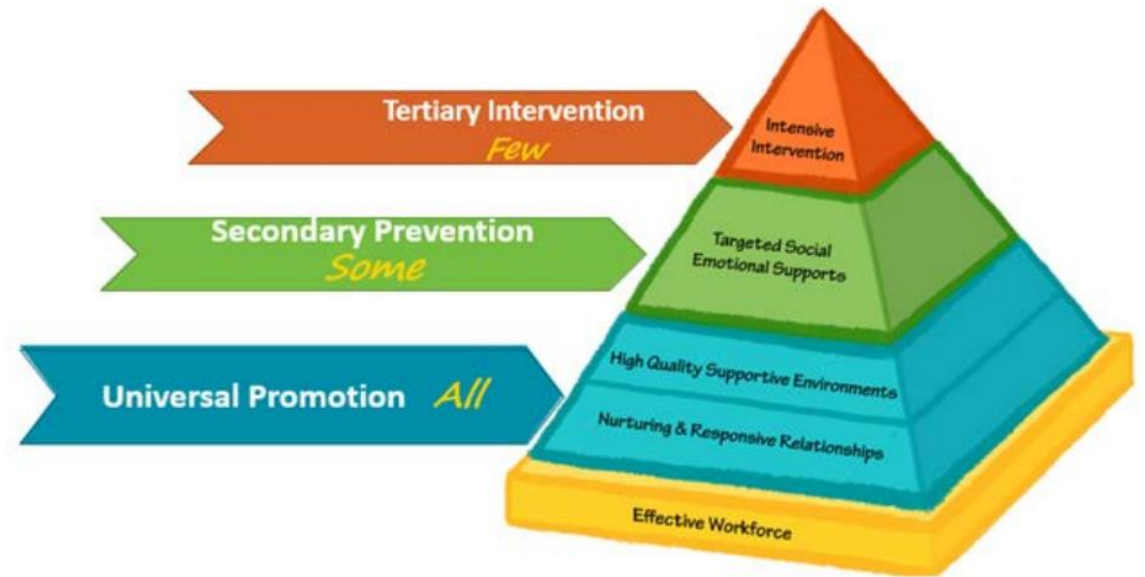 Tertiary Intervention
Few
Intensive
Intervention
Secondary Prevention
Some
Targeted Social
Emotional Supports
Universal Promotion All
High Quality Supportive Environments
Nurturing & Responsive Relationships
Effective Workforce